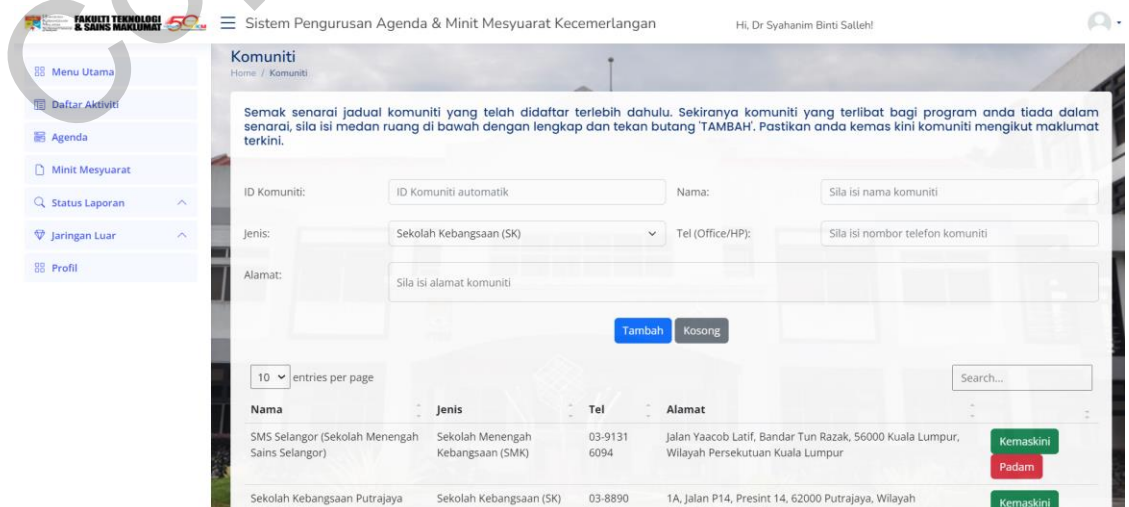 FAKULTI TEKNOLOGI
& SAINS MAKLUMAT
Sistem Pengurusan Agenda & Minit Mesyuarat Kecemerlangan
Hi, Dr Syahanim Binti Salleh!
Menu Utama
Daftar Aktiviti
Agenda
Minit Mesyuarat
Status Laporan
Jaringan Luar
Profil
Komuniti
Home / Komuniti
Semak senarai jadual komuniti yang telah didaftar terlebih dahulu. Sekiranya komuniti yang terlibat bagi program anda tiada dalam
senarai, sila isi medan ruang di bawah dengan lengkap dan tekan butang 'TAMBAH'. Pastikan anda kemas kini komuniti mengikut maklumat
terkini.
ID Komuniti: ID Komuniti automatik Nama: Sila isi nama komuniti
Jenis: Sekolah Kebangsaan (SK) Tel (Office/HP): Sila isi nombor telefon komuniti
Alamat: Sila isi alamat komuniti
Tambah Kosong
10 entries per page Search...
Nama Jenis Tel Alamat
SMS Selangor (Sekolah Menengah Sekolah Menengah 03-9131 Jalan Yaacob Latif, Bandar Tun Razak, 56000 Kuala Lumpur, Kemaskini
Sains Selangor) Kebangsaan (SMK) 6094 Wilayah Persekutuan Kuala Lumpur Padam
Sekolah Kebangsaan Putrajaya Sekolah Kebangsaan (SK) 03-8890 1A, Jalan P14, Presint 14, 62000 Putrajaya, Wilayah Kemaskini